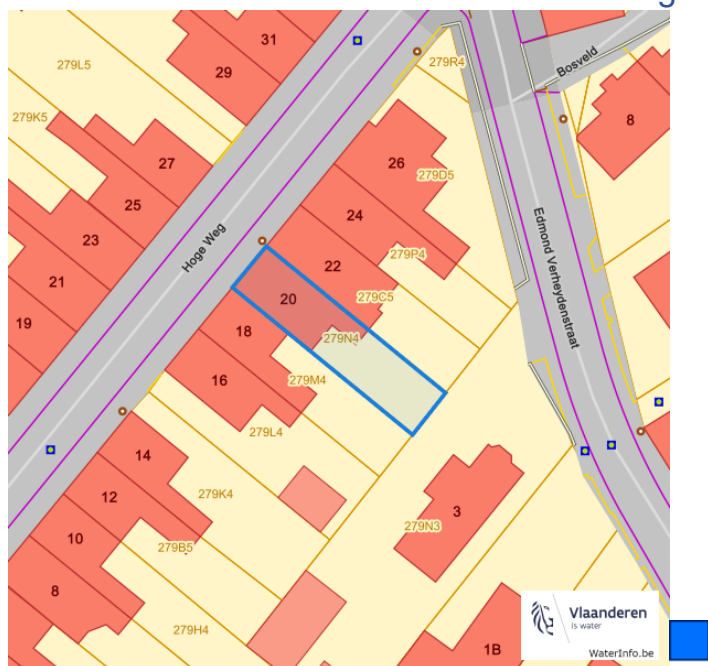 31
279L5
29
279R4
Bosveld
279K5
8
27
26
279D5
25
24
23
Hoge Weg
22
279P4
Edmond Verheydenstraat
21
279C5
20
19
18
279N4
16
279M4
279L4
14
279K4
12
3
279N3
10
279B5
8
279H4
1B
Vlaanderen
is water
WaterInfo.be